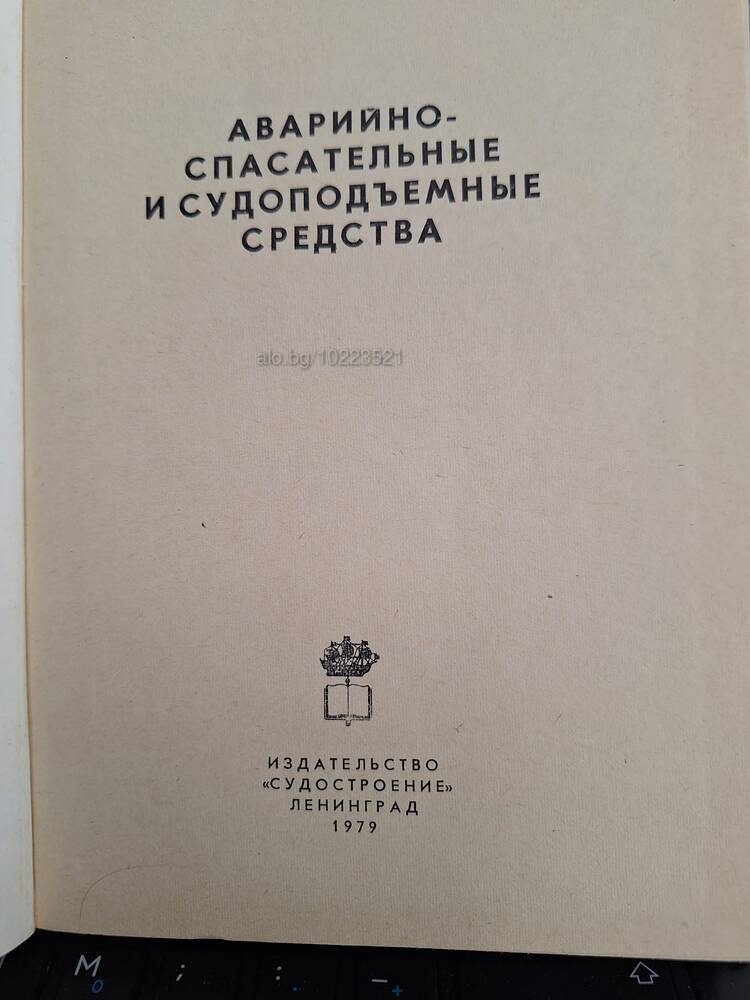 АВАРИЙНО-
СПАСАТЕЛЬНЫЕ
И СУДОПОДЪЕМНЫЕ
СРЕДСТВА
alo.bg/10223521
ИЗДАТЕЛЬСТВО
«СУДОСТРОЕНИЕ»
ЛЕНИНГРАД
1979
M ; : _
O . +